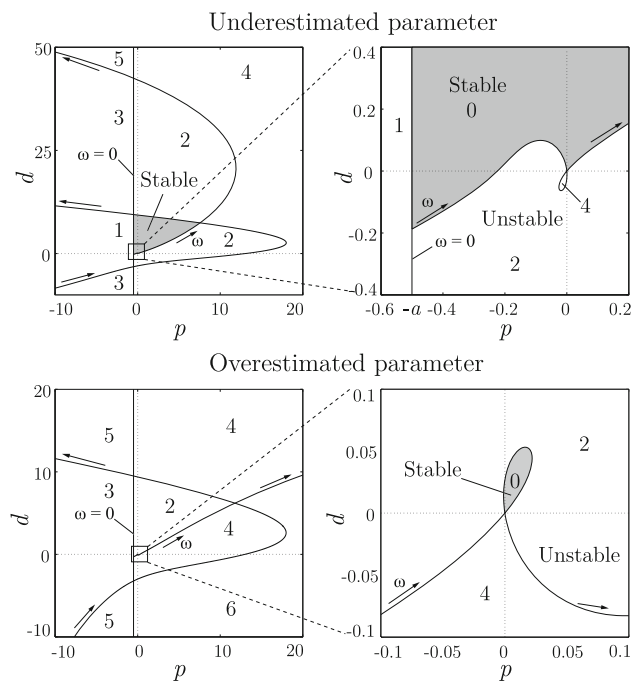 Underestimated parameter
50
25
0
-10
0
10
20
d
p
5
4
3
2
ω = 0
Stable
1
ω
2
3
0.4
0.2
0
-0.2
-0.4
-0.6
-a
-0.4
-0.2
0
0.2
d
p
Stable
0
1
ω
4
Unstable
ω = 0
2
Overestimated parameter
20
10
0
-10
-10
0
10
20
d
p
5
4
3
2
ω = 0
4
ω
5
6
0.1
0.05
0
-0.05
-0.1
-0.1
-0.05
0
0.05
0.1
d
p
2
Stable
0
Unstable
ω
4